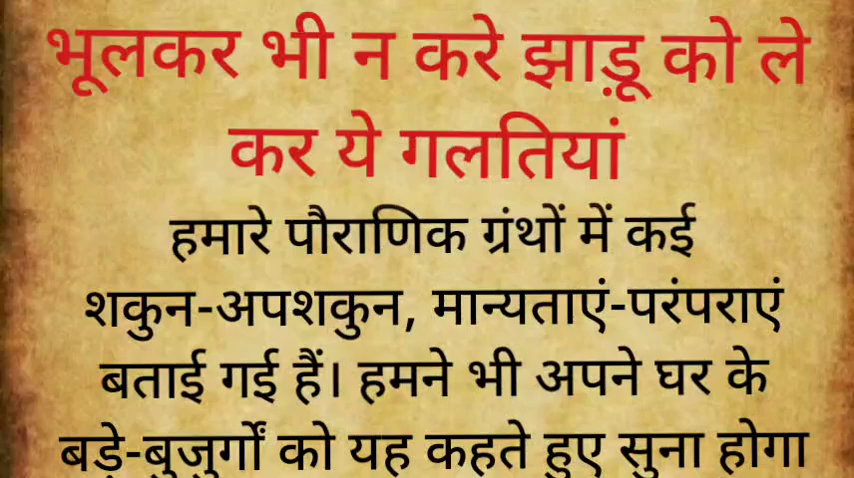 भूलकर भी न करे झाड़ू को ले
कर ये गलतियां
हमारे पौराणिक ग्रंथों में कई
शकुन-अपशकुन, मान्यताएं-परंपराएं
बताई गई हैं। हमने भी अपने घर के
बड़े-बुजुर्गों को यह कहते हुए सुना होगा